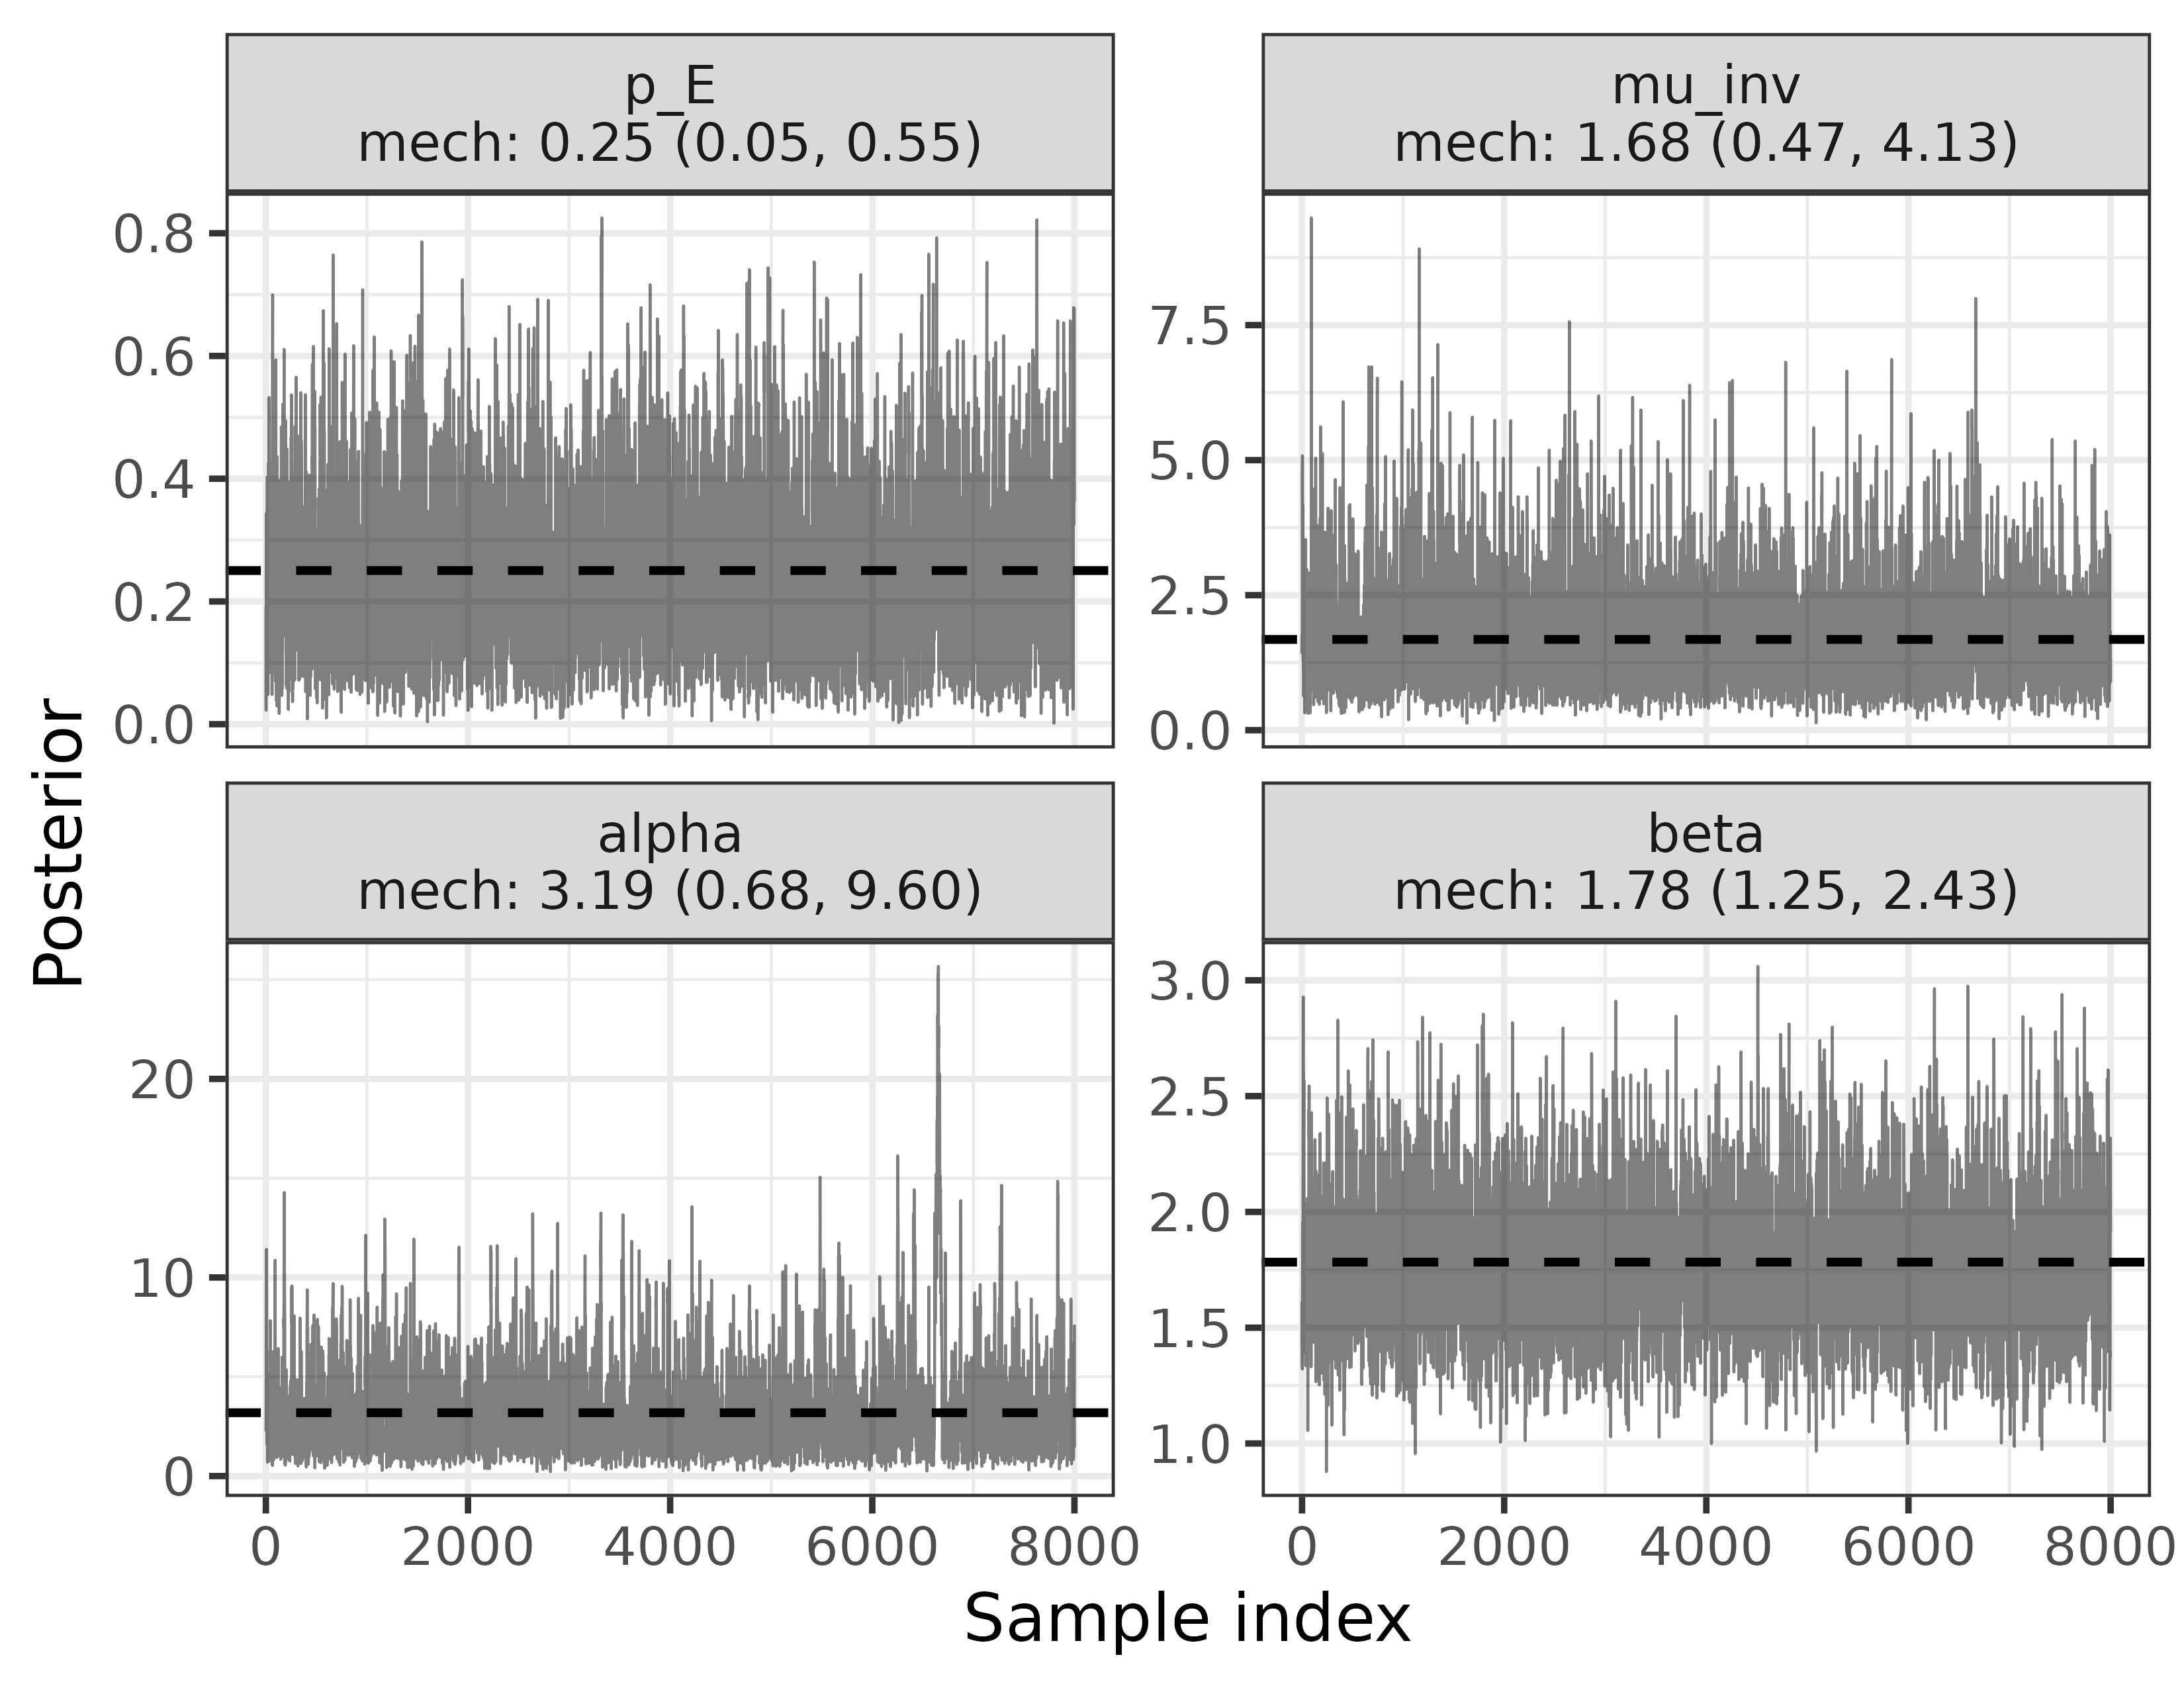 p_E
mech: 0.25 (0.05, 0.55)
mu_inv
mech: 1.68 (0.47, 4.13)
0.8
0.6
0.4
0.2
0.0
7.5
5.0
2.5
0.0
Posterior
alpha
mech: 3.19 (0.68, 9.60)
beta
mech: 1.78 (1.25, 2.43)
20
10
0
3.0
2.5
2.0
1.5
1.0
0 2000 4000 6000 8000
0 2000 4000 6000 8000
Sample index